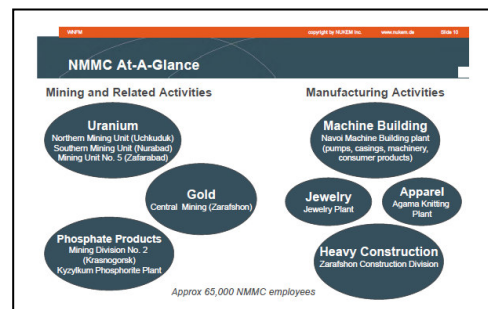 WNFM copyright by NUKEM Inc. www.nukem.de Slide 10
NMMC At-A-Glance
Mining and Related Activities
Uranium
Northern Mining Unit (Uchkuduk)
Southern Mining Unit (Nurabad)
Mining Unit No. 5 (Zafarabad)
Gold
Central Mining (Zarafshon)
Phosphate Products
Mining Division No. 2
(Krasnogorsk)
Kyzylkum Phosphorite Plant
Manufacturing Activities
Machine Building
Navoi Machine Building plant
(pumps, casings, machinery,
consumer products)
Jewelry
Jewelry Plant
Apparel
Agama Knitting
Plant
Heavy Construction
Zarafshon Construction Division
Approx 65,000 NMMC employees